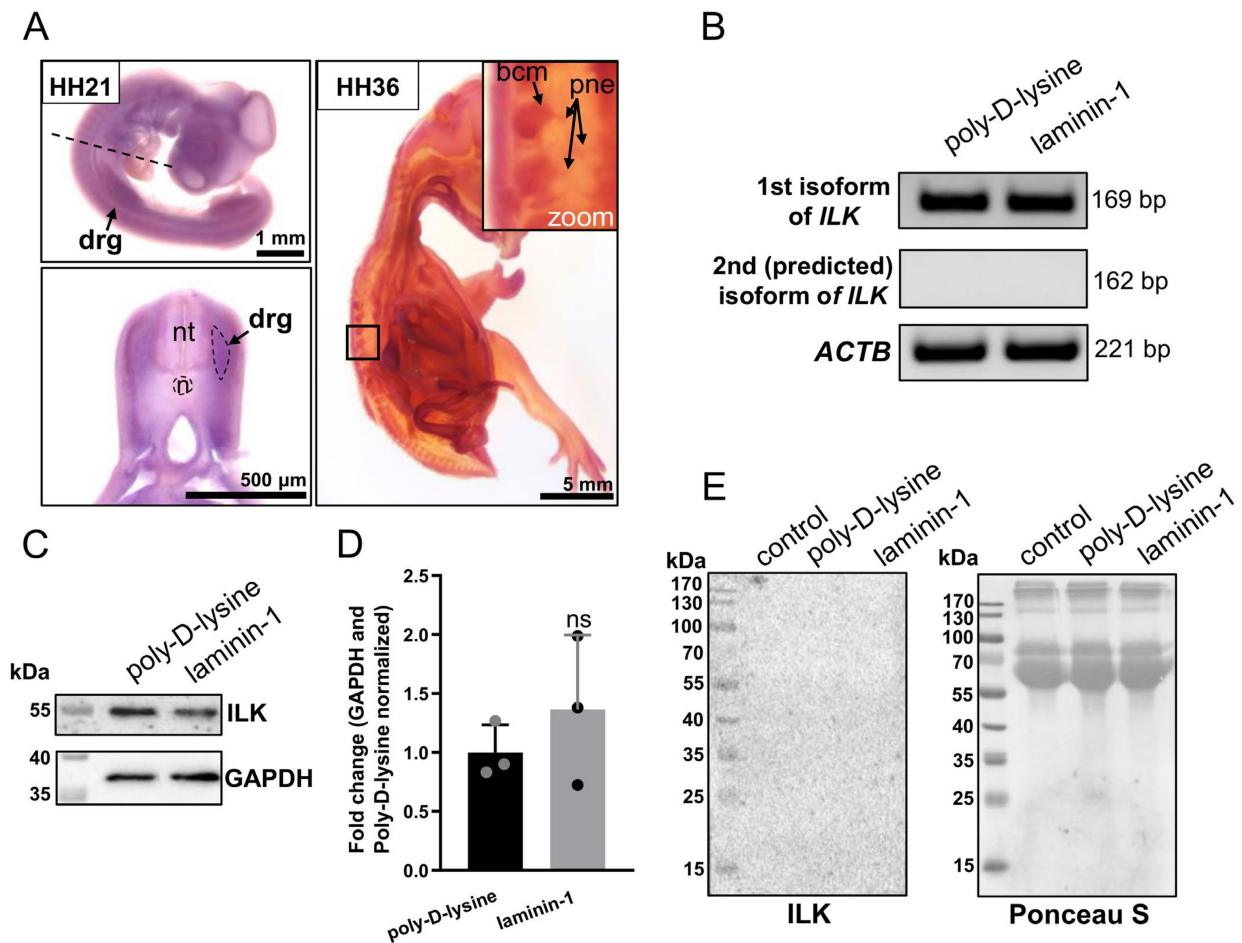 A
HH21
drg
1 mm
nt
n
drg
500 µm
HH36
bcm
pne
zoom
5 mm
B
poly-D-lysine
laminin-1
1st isoform
of ILK
169 bp
2nd (predicted)
isoform of ILK
162 bp
ACTB
221 bp
C
poly-D-lysine
laminin-1
kDa
55
ILK
40
35
GAPDH
D
Fold change (GAPDH and
Poly-D-lysine normalized)
2.5
2.0
1.5
1.0
0.5
0.0
ns
poly-D-lysine
laminin-1
E
kDa
control
poly-D-lysine
laminin-1
170
130
100
70
55
40
35
25
15
ILK
kDa
control
poly-D-lysine
laminin-1
170
130
100
70
55
40
35
25
15
Ponceau S